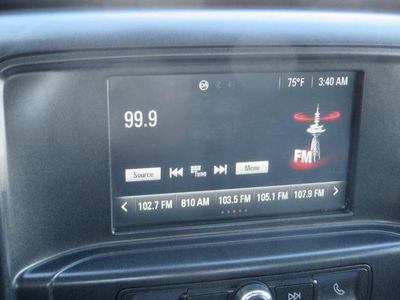 75°F 3:40 AM
99.9
FM
Source Tune Menu
102.7 FM 810 AM 103.5 FM 105.1 FM 107.9 FM